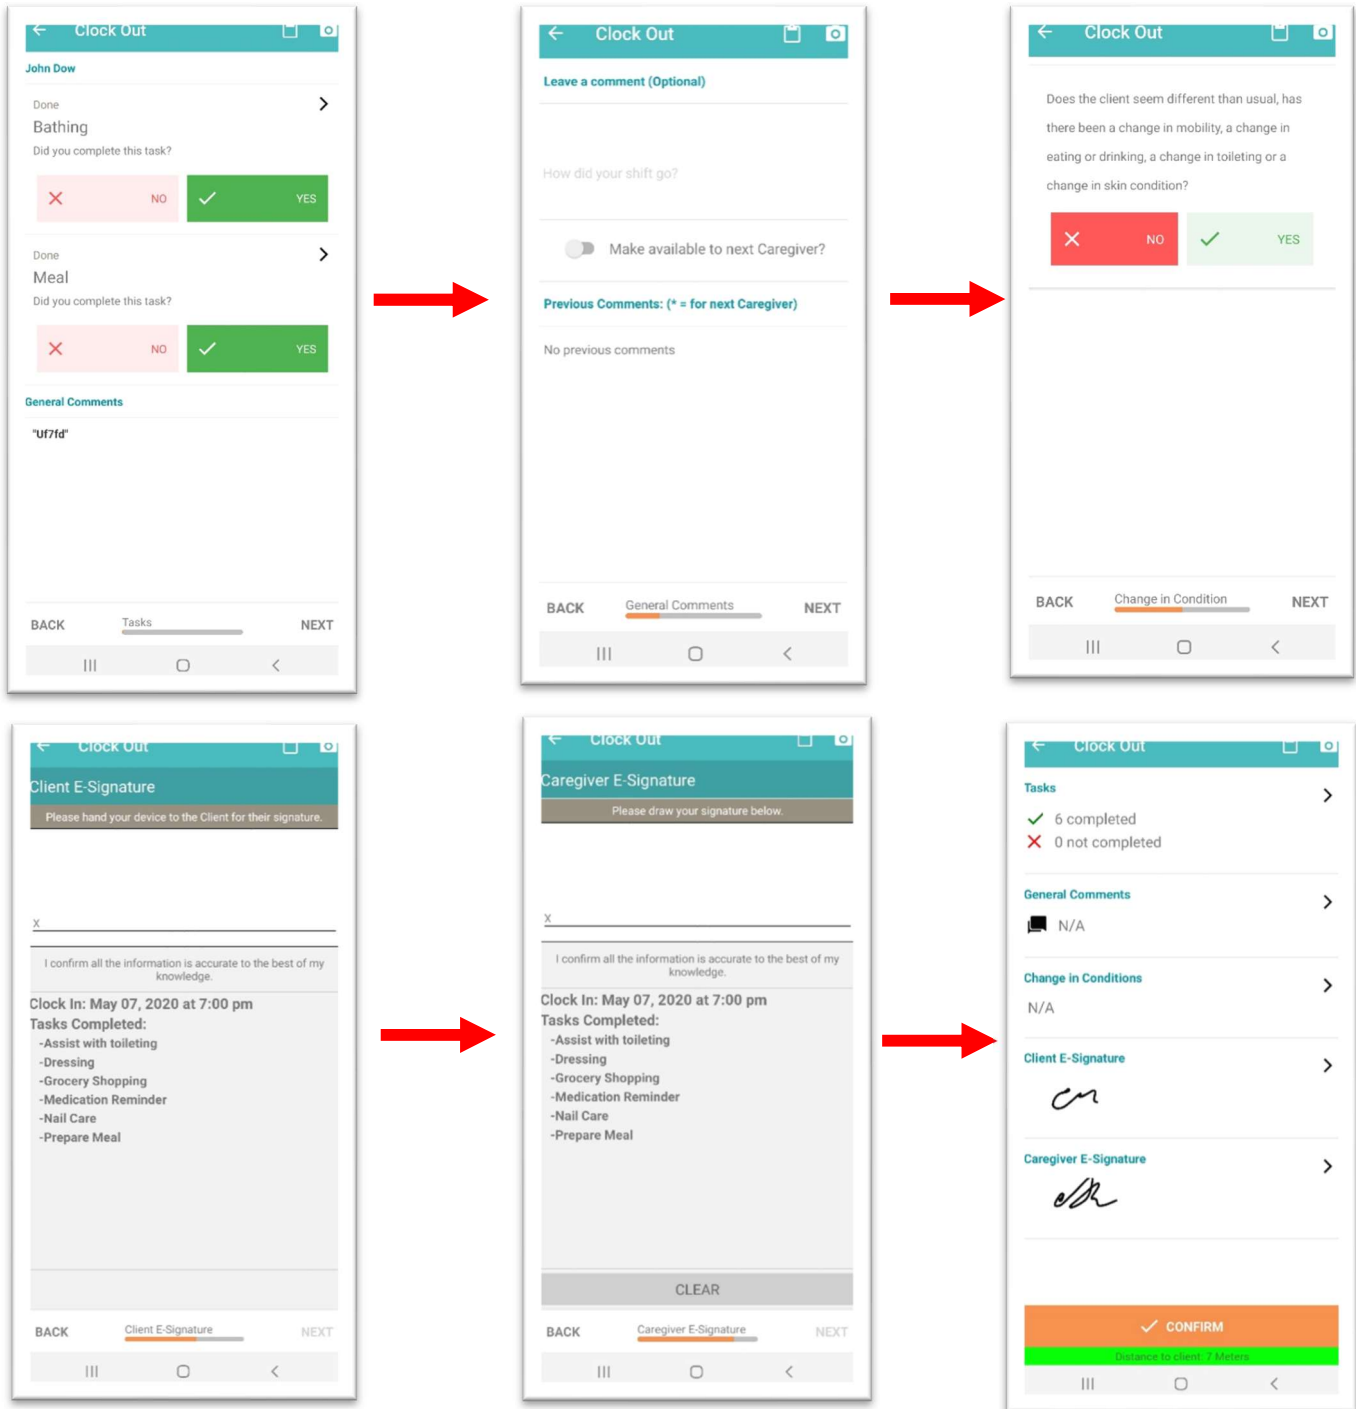 Clock Out
John Dow
Done
Bathing
Did you complete this task?
NO
YES
Done
Meal
Did you complete this task?
NO
YES
General Comments
"Uf7fd"
BACK
Tasks
NEXT
Clock Out
Leave a comment (Optional)
How did your shift go?
Make available to next Caregiver?
Previous Comments: (* = for next Caregiver)
No previous comments
BACK
General Comments
NEXT
Clock Out
Does the client seem different than usual, has
there been a change in mobility, a change in
eating or drinking, a change in toileting or a
change in skin condition?
NO
YES
BACK
Change in Condition
NEXT
Clock Out
Client E-Signature
Please hand your device to the Client for their signature.
X
I confirm all the information is accurate to the best of my
knowledge.
Clock In: May 07, 2020 at 7:00 pm
Tasks Completed:
-Assist with toileting
-Dressing
-Grocery Shopping
-Medication Reminder
-Nail Care
-Prepare Meal
BACK
Client E-Signature
NEXT
Clock Out
Caregiver E-Signature
Please draw your signature below.
X
I confirm all the information is accurate to the best of my
knowledge.
Clock In: May 07, 2020 at 7:00 pm
Tasks Completed:
-Assist with toileting
-Dressing
-Grocery Shopping
-Medication Reminder
-Nail Care
-Prepare Meal
CLEAR
BACK
Caregiver E-Signature
NEXT
Clock Out
Tasks
6 completed
0 not completed
General Comments
N/A
Change in Conditions
N/A
Client E-Signature
Caregiver E-Signature
CONFIRM
Distance to client: 7 Meters